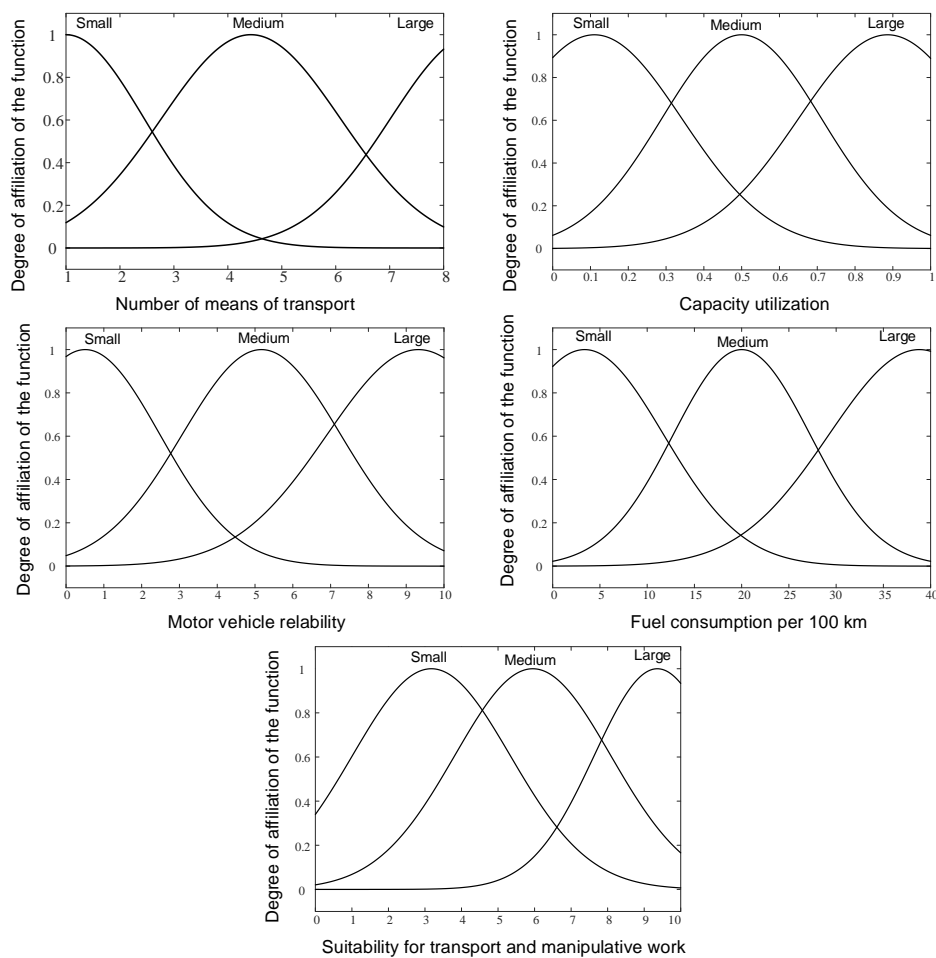 Small Medium Large
Degree of affiliation of the function
1
0.8
0.6
0.4
0.2
0
1 2 3 4 5 6 7 8
Number of means of transport
Small Medium Large
Degree of affiliation of the function
1
0.8
0.6
0.4
0.2
0
0 0.1 0.2 0.3 0.4 0.5 0.6 0.7 0.8 0.9 1
Capacity utilization
Small Medium Large
Degree of affiliation of the function
1
0.8
0.6
0.4
0.2
0
0 1 2 3 4 5 6 7 8 9 10
Motor vehicle relability
Small Medium Large
Degree of affiliation of the function
1
0.8
0.6
0.4
0.2
0
0 5 10 15 20 25 30 35 40
Fuel consumption per 100 km
Small Medium Large
Degree of affiliation of the function
1
0.8
0.6
0.4
0.2
0
0 1 2 3 4 5 6 7 8 9 10
Suitability for transport and manipulative work